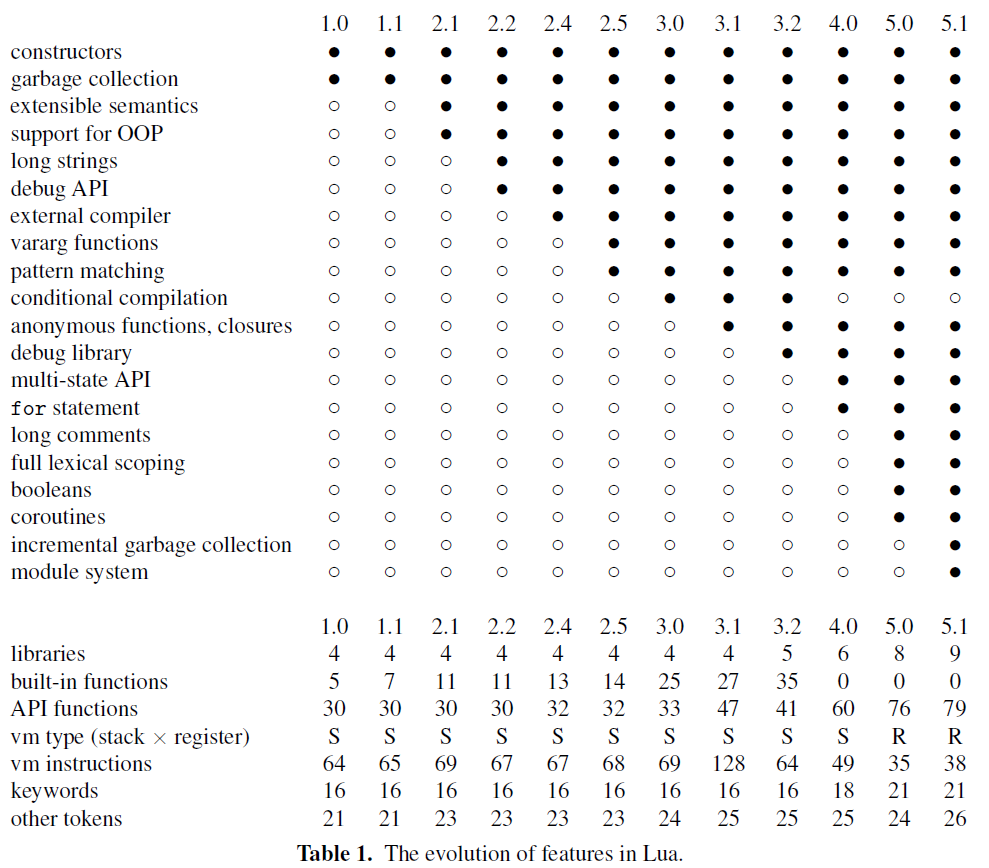 1.0 1.1 2.1 2.2 2.4 2.5 3.0 3.1 3.2 4.0 5.0 5.1
constructors ● ● ● ● ● ● ● ● ● ● ● ●
garbage collection ● ● ● ● ● ● ● ● ● ● ● ●
extensible semantics ○ ○ ● ● ● ● ● ● ● ● ● ●
support for OOP ○ ○ ● ● ● ● ● ● ● ● ● ●
long strings ○ ○ ○ ● ● ● ● ● ● ● ● ●
debug API ○ ○ ○ ● ● ● ● ● ● ● ● ●
external compiler ○ ○ ○ ○ ● ● ● ● ● ● ● ●
vararg functions ○ ○ ○ ○ ○ ● ● ● ● ● ● ●
pattern matching ○ ○ ○ ○ ○ ● ● ● ● ● ● ●
conditional compilation ○ ○ ○ ○ ○ ○ ● ● ● ○ ○ ○
anonymous functions, closures ○ ○ ○ ○ ○ ○ ○ ● ● ● ● ●
debug library ○ ○ ○ ○ ○ ○ ○ ○ ● ● ● ●
multi-state API ○ ○ ○ ○ ○ ○ ○ ○ ○ ● ● ●
for statement ○ ○ ○ ○ ○ ○ ○ ○ ○ ● ● ●
long comments ○ ○ ○ ○ ○ ○ ○ ○ ○ ○ ● ●
full lexical scoping ○ ○ ○ ○ ○ ○ ○ ○ ○ ○ ● ●
booleans ○ ○ ○ ○ ○ ○ ○ ○ ○ ○ ● ●
coroutines ○ ○ ○ ○ ○ ○ ○ ○ ○ ○ ● ●
incremental garbage collection ○ ○ ○ ○ ○ ○ ○ ○ ○ ○ ○ ●
module system ○ ○ ○ ○ ○ ○ ○ ○ ○ ○ ○ ●
1.0 1.1 2.1 2.2 2.4 2.5 3.0 3.1 3.2 4.0 5.0 5.1
libraries 4 4 4 4 4 4 4 4 5 6 8 9
built-in functions 5 7 11 11 13 14 25 27 35 0 0 0
API functions 30 30 30 30 32 32 33 47 41 60 76 79
vm type (stack × register) S S S S S S S S S S R R
vm instructions 64 65 69 67 67 68 69 128 64 49 35 38
keywords 16 16 16 16 16 16 16 16 16 18 21 21
other tokens 21 21 23 23 23 23 24 25 25 25 24 26
Table 1. The evolution of features in Lua.